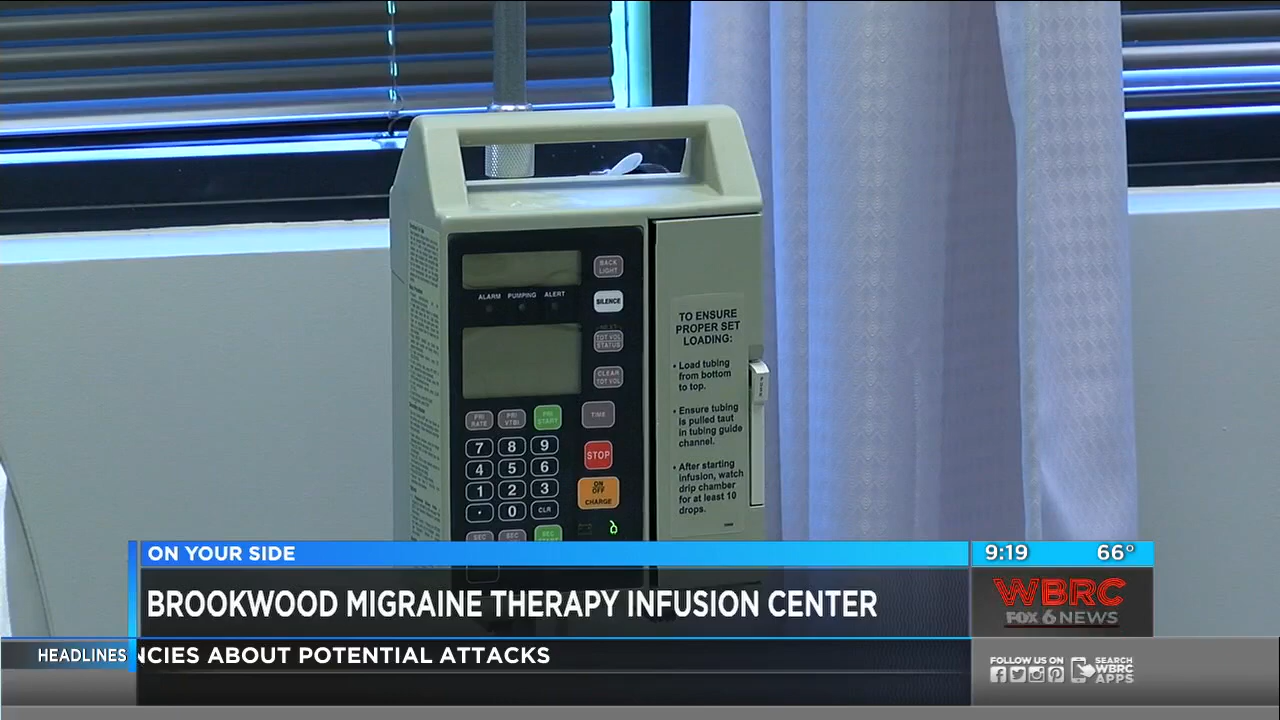 BACK
LIGHT
ALARM PUMPING ALERT
SILENCE
TOT VOL
STATUS
CLEAR
TOT VOL
PRI
RATE
PRI
VTBI
PRI
START
TIME
7 8 9
4 5 6
1 2 3
. 0 CLR
STOP
ON
OFF
CHARGE
SEC
SEC
SEC
TO ENSURE
PROPER SET
LOADING:
• Load tubing
from bottom
to top.
• Ensure tubing
is pulled taut
in tubing guide
channel.
• After starting
infusion, watch
drip chamber
for at least 10
drops.
ON YOUR SIDE
9:19 66°
BROOKWOOD MIGRAINE THERAPY INFUSION CENTER
WBRC
FOX 6 NEWS
HEADLINES NCIES ABOUT POTENTIAL ATTACKS
FOLLOW US ON
SEARCH
WBRC
APPS